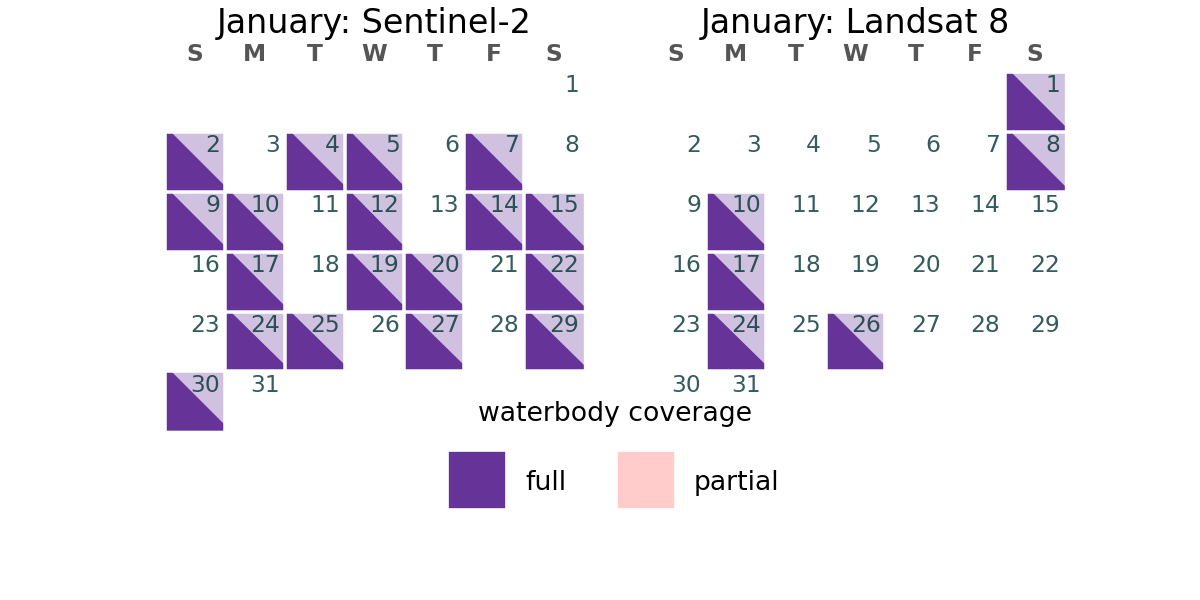 January: Sentinel-2
S M T W T F S
1
2 3 4 5 6 7 8
9 10 11 12 13 14 15
16 17 18 19 20 21 22
23 24 25 26 27 28 29
30 31
January: Landsat 8
S M T W T F S
1
2 3 4 5 6 7 8
9 10 11 12 13 14 15
16 17 18 19 20 21 22
23 24 25 26 27 28 29
30 31
waterbody coverage
full partial